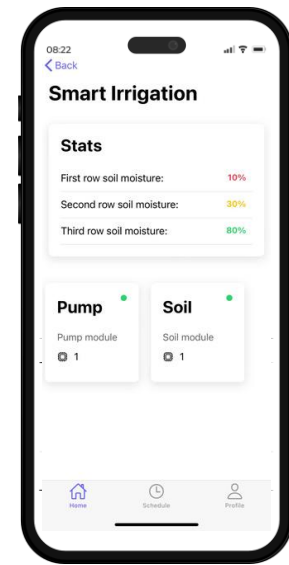 08:22
Back
Smart Irrigation
Stats
First row soil moisture: 10%
Second row soil moisture: 30%
Third row soil moisture: 80%
Pump Soil
Pump module Soil module
1 1
Home Schedule Profile